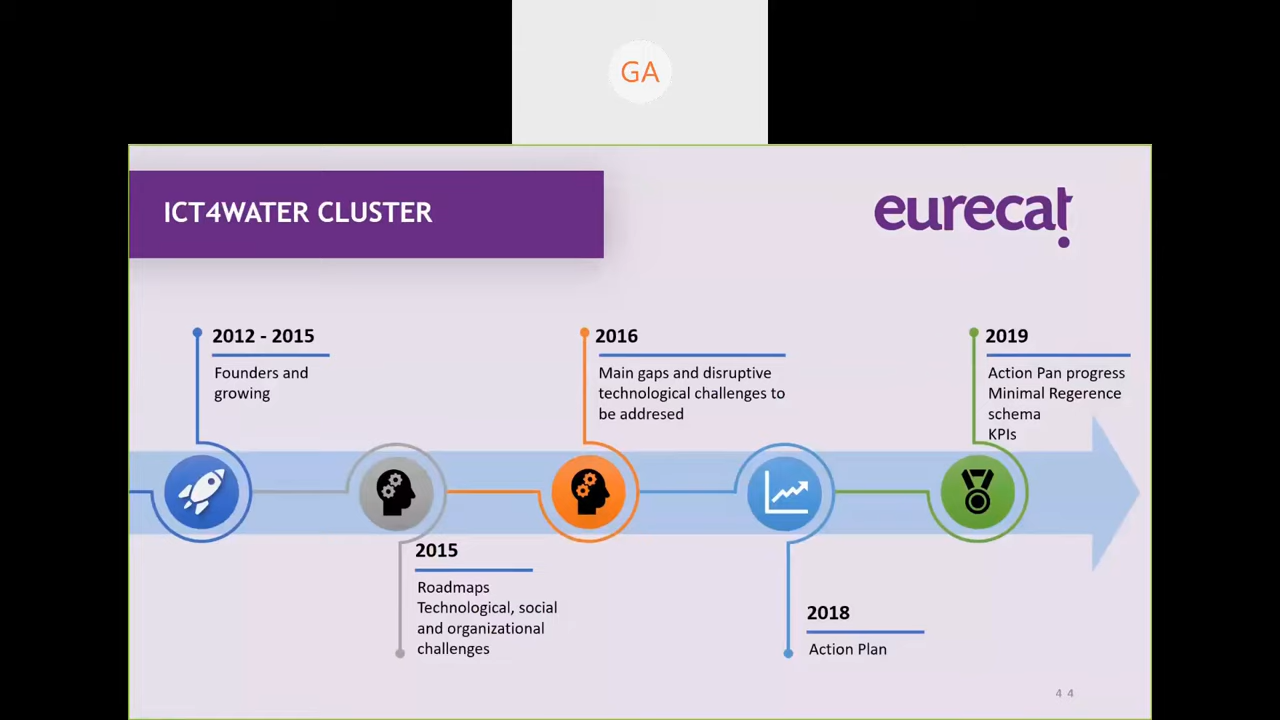 GA
ICT4WATER CLUSTER
eurecat
2012 - 2015
Founders and
growing
2015
Roadmaps
Technological, social
and organizational
challenges
2016
Main gaps and disruptive
technological challenges to
be addresed
2018
Action Plan
2019
Action Pan progress
Minimal Regerence
schema
KPIs
4 4